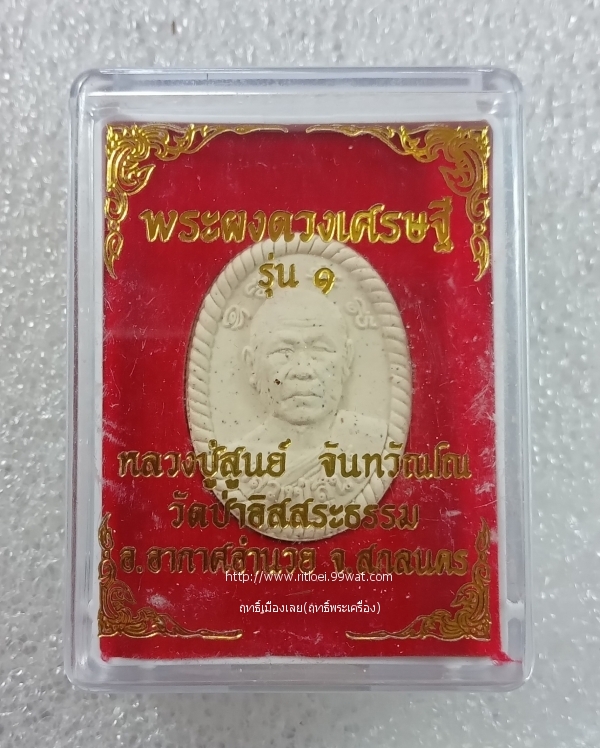 พระผงดวงเศรษฐี
รุ่น ๑
หลวงปู่สูนย์ จันทวัณโณ
วัดป่าอิสสระธรรม
อ.อากาศอำนวย จ.สกลนคร
http://www.ritloei.99wat.com
ฤทธิ์เมืองเลย(ฤทธิ์พระเครื่อง)